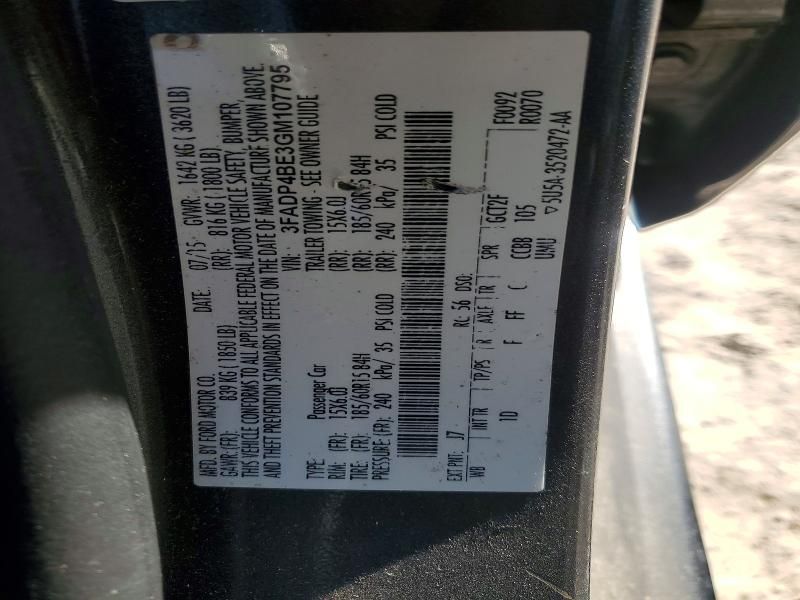 MFD. BY FORD MOTOR CO. DATE: 07/15 GVWR: 1642 KG ( 3620 LB)
GAWR: (FR): 839 KG ( 1850 LB) (RR): 816 KG ( 1800 LB)
THIS VEHICLE CONFORMS TO ALL APPLICABLE FEDERAL MOTOR VEHICLE SAFETY, BUMPER,
AND THEFT PREVENTION STANDARDS IN EFFECT ON THE DATE OF MANUFACTURE SHOWN ABOVE.
VIN: 3FADP4BE3GM107795
TYPE: Passenger Car TRAILER TOWING - SEE OWNER GUIDE
RIM: (FR): 15X6.0J (RR): 15X6.0J
TIRE: (FR): 185/60R15 84H (RR): 185/60R15 84H
PRESSURE (FR): 240 kPa/ 35 PSI COLD (RR): 240 kPa/ 35 PSI COLD
EXT PNT: J7 RC: 56 DSO: F0092
WB INT TR TP/PS R AXLE TR SPR GCTZF R0070
1D F FF C CCBB 105
UMU 5U5A-3520472-AA